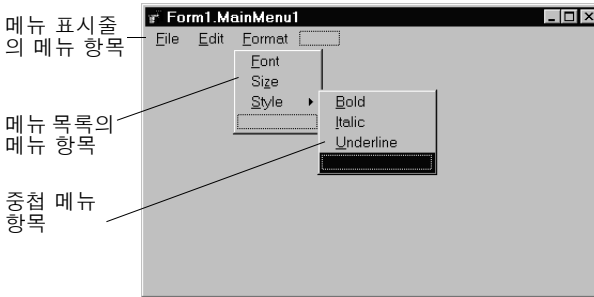 메뉴 표시줄
의 메뉴 항목
메뉴 목록의
메뉴 항목
중첩 메뉴
항목
Form1.MainMenu1
File Edit Format
Font
Size
Style
Bold
Italic
Underline